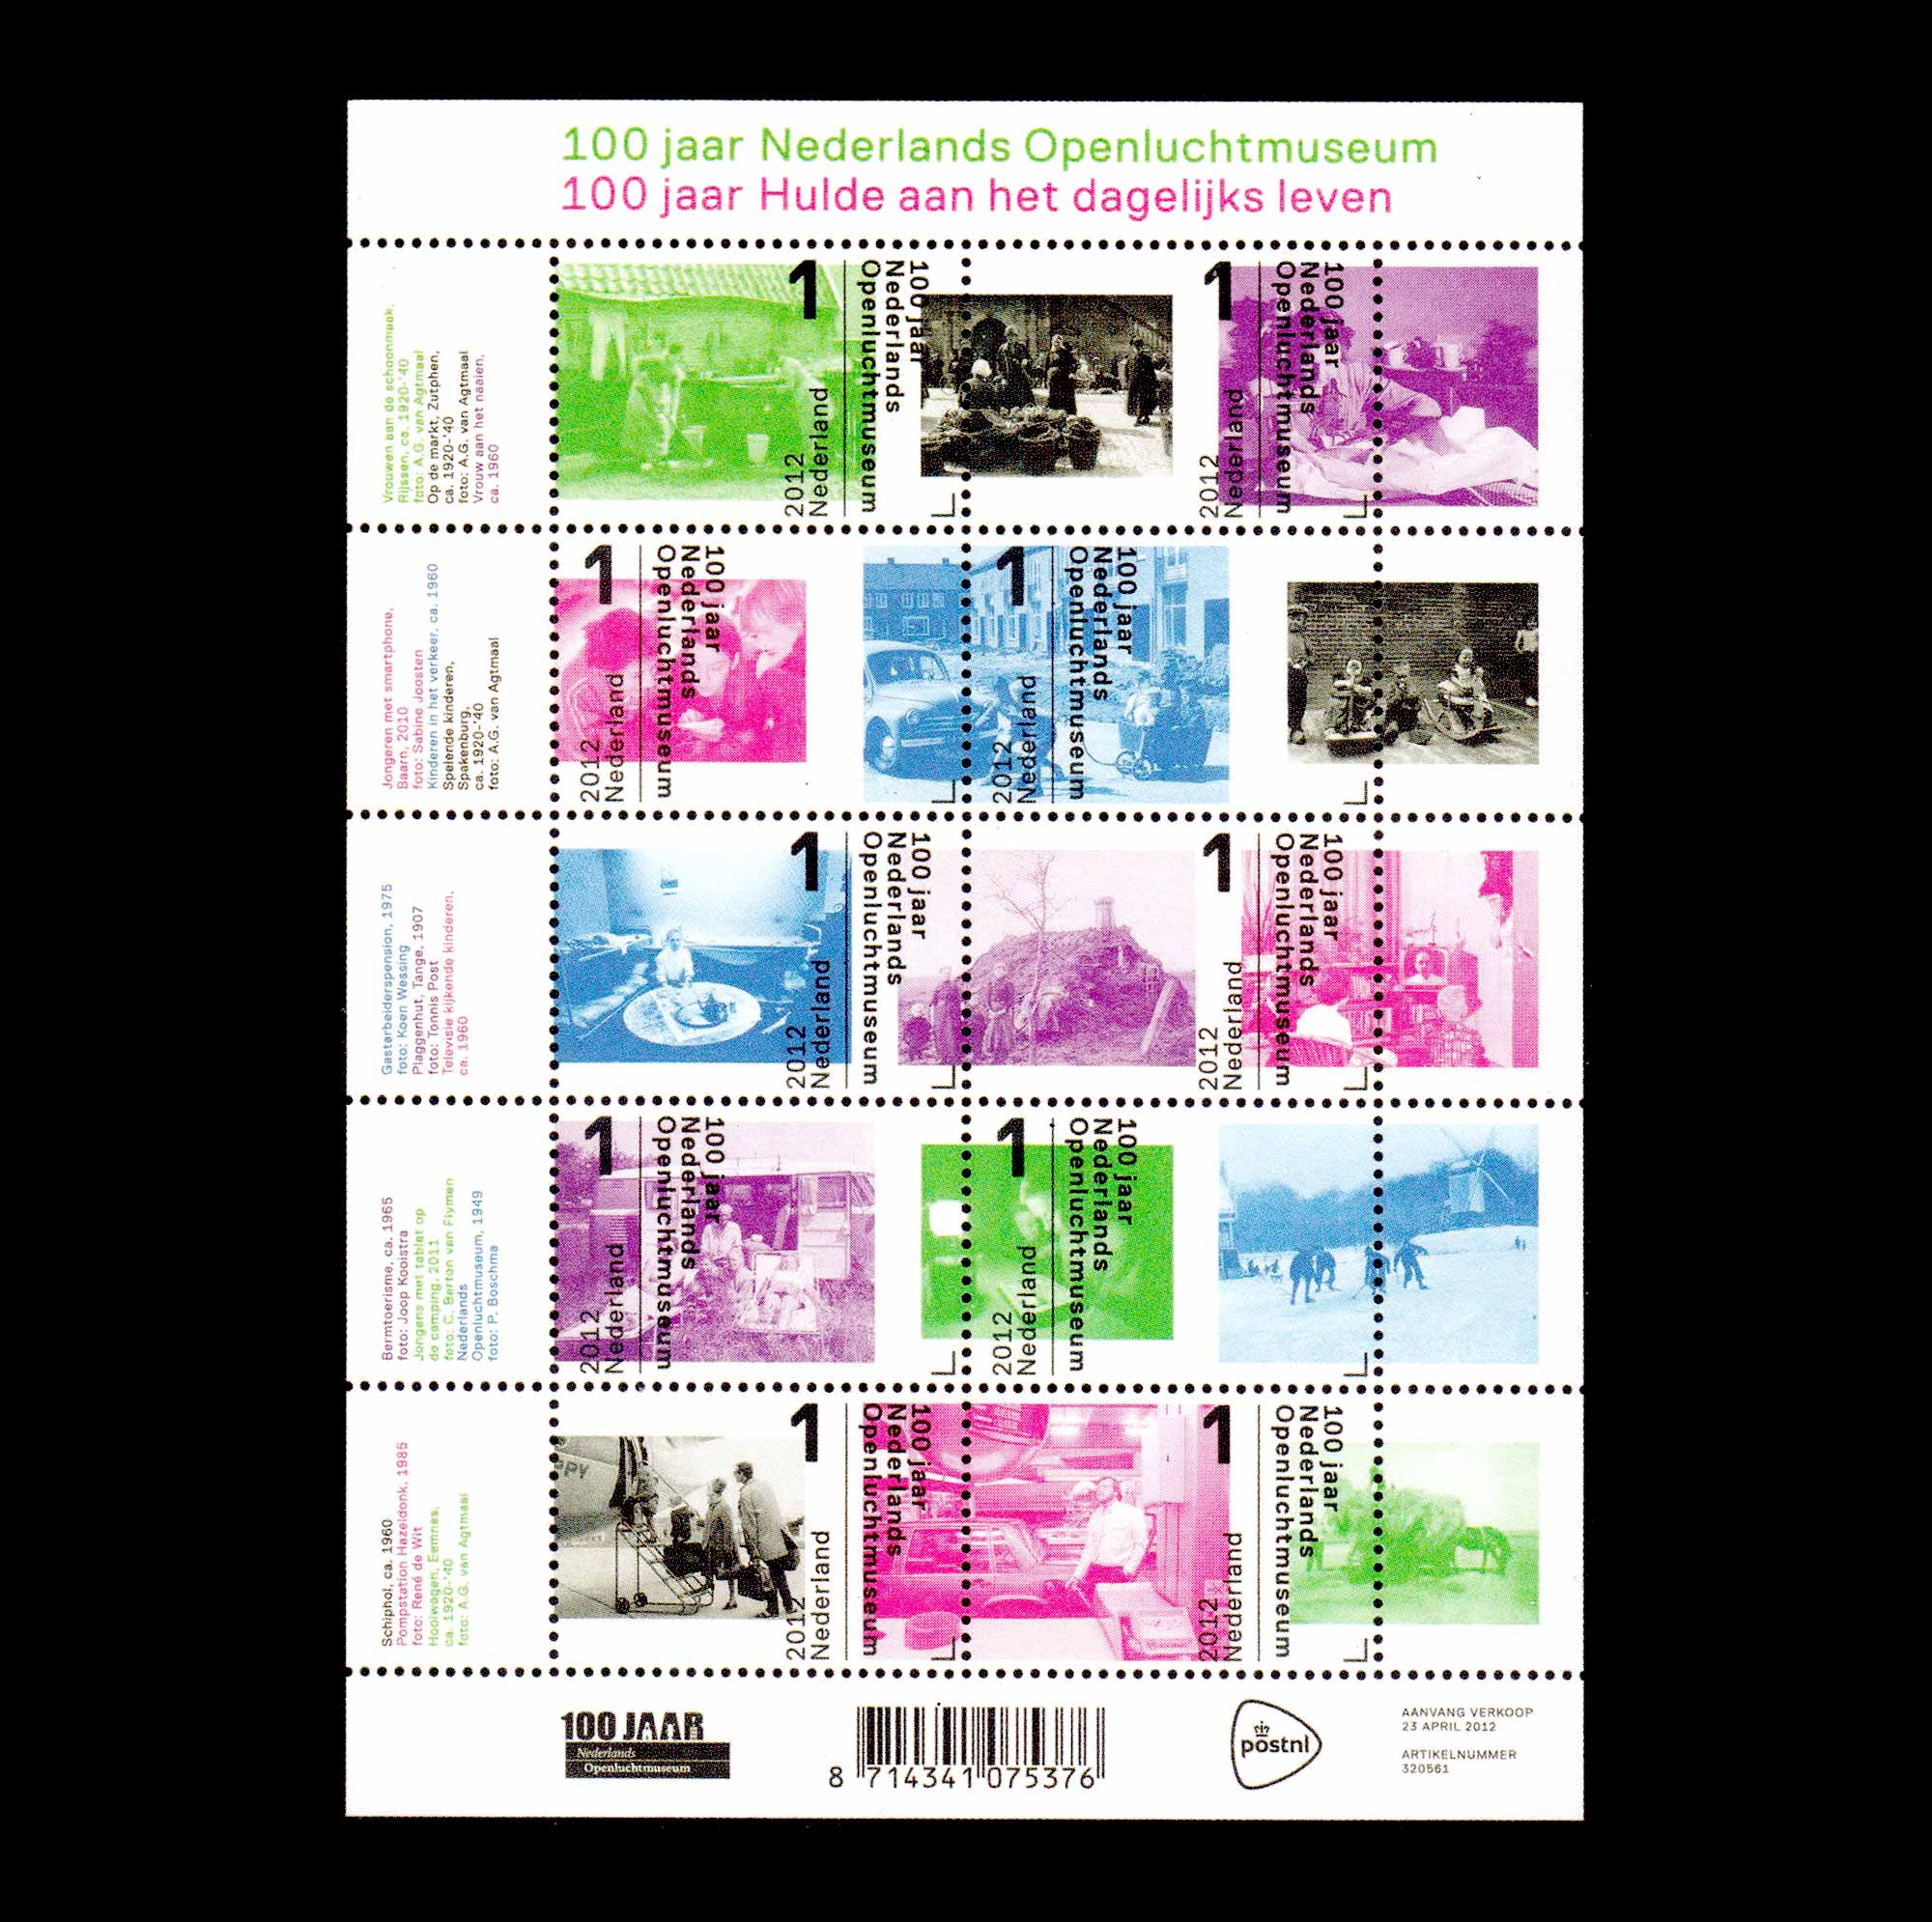 100 jaar Nederlands Openluchtmuseum
100 jaar Hulde aan het dagelijks leven
Vrouwen aan de schoonmaak,
Rijssen, ca. 1920-'40
foto: A.G. van Agtmaal
Op de markt, Zutphen,
ca. 1920-'40
foto: A.G. van Agtmaal
Vrouw aan het naaien,
ca. 1960
1
2012
Nederland
100 jaar
Nederlands
Openluchtmuseum
1
2012
Nederland
100 jaar
Nederlands
Openluchtmuseum
Jongeren met smartphone,
Baarn, 2010
foto: Sabine Joosten
Kinderen in het verkeer, ca. 1960
Spelende kinderen,
Spakenburg,
ca. 1920-'40
foto: A.G. van Agtmaal
1
2012
Nederland
100 jaar
Nederlands
Openluchtmuseum
1
2012
Nederland
100 jaar
Nederlands
Openluchtmuseum
Gastarbeiderspension, 1975
foto: Koen Wessing
Plaggenhut, Tange, 1907
foto: Tonnis Post
Televisie kijkende kinderen,
ca. 1960
1
2012
Nederland
100 jaar
Nederlands
Openluchtmuseum
1
2012
Nederland
100 jaar
Nederlands
Openluchtmuseum
Bermtoerisme, ca. 1965
foto: Joop Kooistra
Jongens met tablet op
de camping, 2011
foto: C. Barton van Flymen
Nederlands
Openluchtmuseum, 1949
foto: P. Boschma
1
2012
Nederland
100 jaar
Nederlands
Openluchtmuseum
1
2012
Nederland
100 jaar
Nederlands
Openluchtmuseum
Schiphol, ca. 1960
Pompstation Hazeldonk, 1985
foto: René de Wit
Hooiwagen, Eemnes,
ca. 1920-'40
foto: A.G. van Agtmaal
1
2012
Nederland
100 jaar
Nederlands
Openluchtmuseum
1
2012
Nederland
100 jaar
Nederlands
Openluchtmuseum
100 JAAR
Nederlands
Openluchtmuseum
8 714341 075376
postnl
AANVANG VERKOOP
23 APRIL 2012
ARTIKELNUMMER
320561